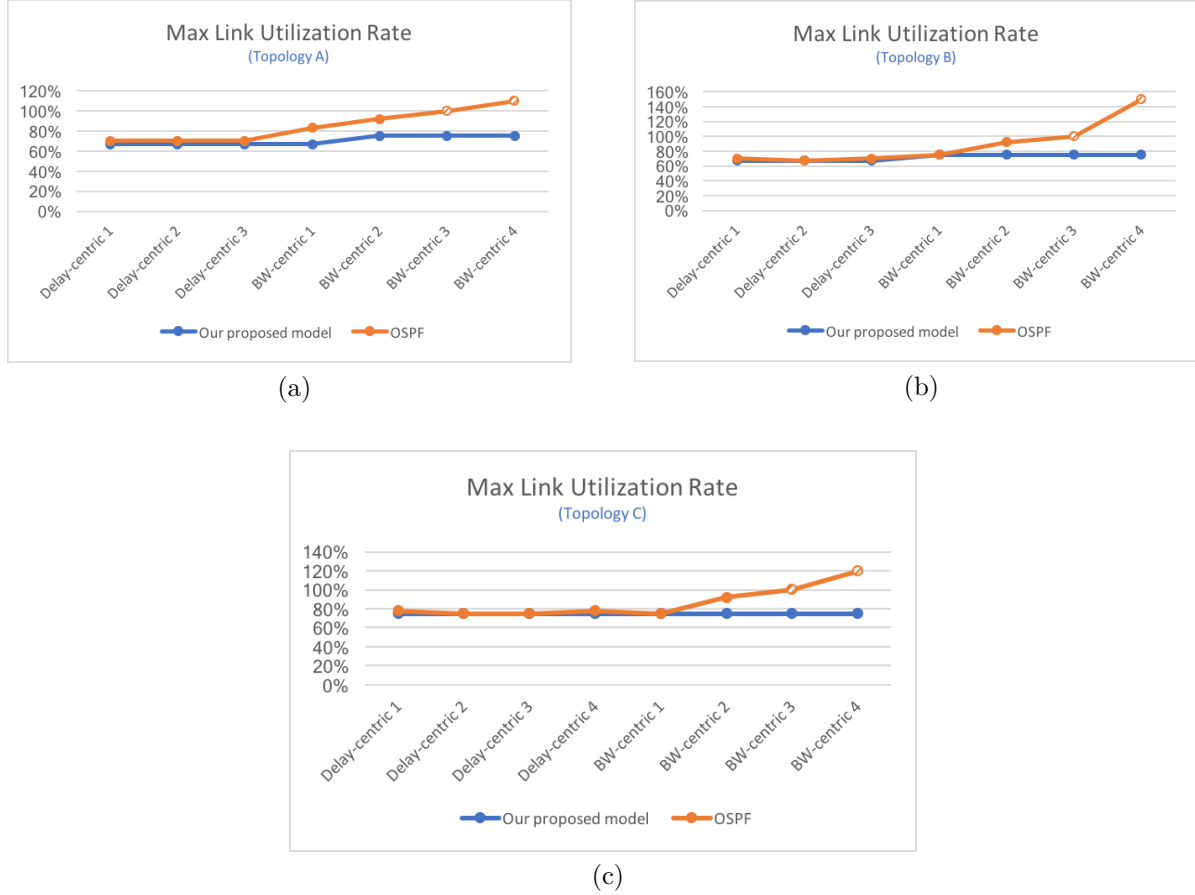 Max Link Utilization Rate
(Topology A)
120%
100%
80%
60%
40%
20%
0%
Delay-centric 1
Delay-centric 2
Delay-centric 3
BW-centric 1
BW-centric 2
BW-centric 3
BW-centric 4
Our proposed model
OSPF
(a)
Max Link Utilization Rate
(Topology B)
160%
140%
120%
100%
80%
60%
40%
20%
0%
Delay-centric 1
Delay-centric 2
Delay-centric 3
BW-centric 1
BW-centric 2
BW-centric 3
BW-centric 4
Our proposed model
OSPF
(b)
Max Link Utilization Rate
(Topology C)
140%
120%
100%
80%
60%
40%
20%
0%
Delay-centric 1
Delay-centric 2
Delay-centric 3
Delay-centric 4
BW-centric 1
BW-centric 2
BW-centric 3
BW-centric 4
Our proposed model
OSPF
(c)